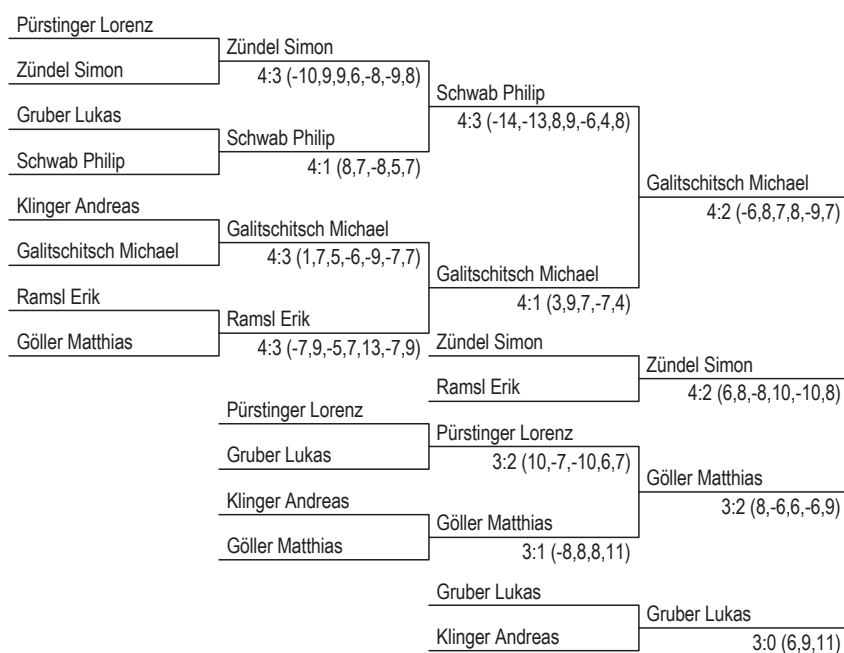 Pürstinger Lorenz
Zündel Simon
Zündel Simon
4:3 (-10,9,9,6,-8,-9,8)
Schwab Philip
4:3 (-14,-13,8,9,-6,4,8)
Gruber Lukas
Schwab Philip
Schwab Philip
4:1 (8,7,-8,5,7)
Galitschitsch Michael
4:2 (-6,8,7,8,-9,7)
Klinger Andreas
Galitschitsch Michael
Galitschitsch Michael
4:3 (1,7,5,-6,-9,-7,7)
Galitschitsch Michael
4:1 (3,9,7,-7,4)
Ramsl Erik
Göller Matthias
Ramsl Erik
4:3 (-7,9,-5,7,13,-7,9)
Zündel Simon
Ramsl Erik
Zündel Simon
4:2 (6,8,-8,10,-10,8)
Pürstinger Lorenz
Gruber Lukas
Pürstinger Lorenz
3:2 (10,-7,-10,6,7)
Göller Matthias
3:2 (8,-6,6,-6,9)
Klinger Andreas
Göller Matthias
Göller Matthias
3:1 (-8,8,8,11)
Gruber Lukas
Klinger Andreas
Gruber Lukas
3:0 (6,9,11)